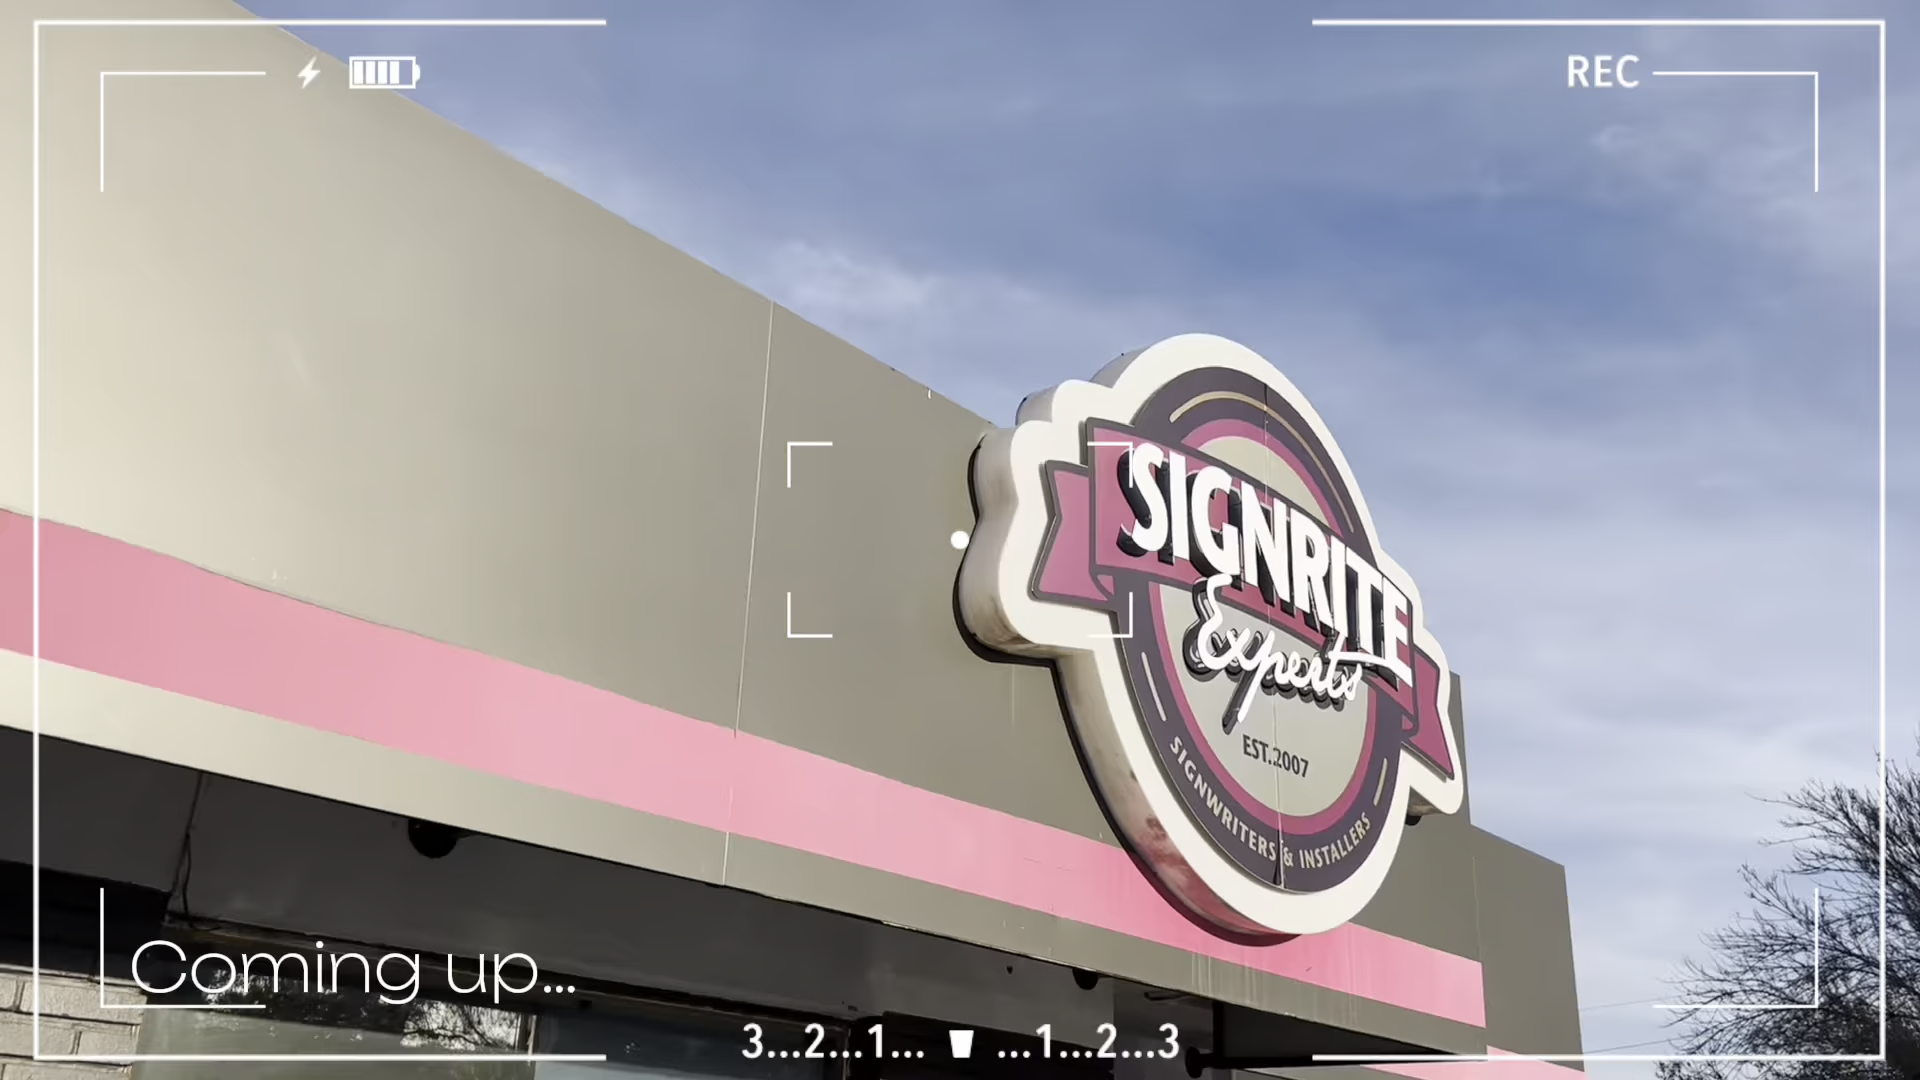 REC
SIGNRITE
Experts
EST.2007
SIGNWRITERS & INSTALLERS
Coming up...
3...2...1... ...1...2...3